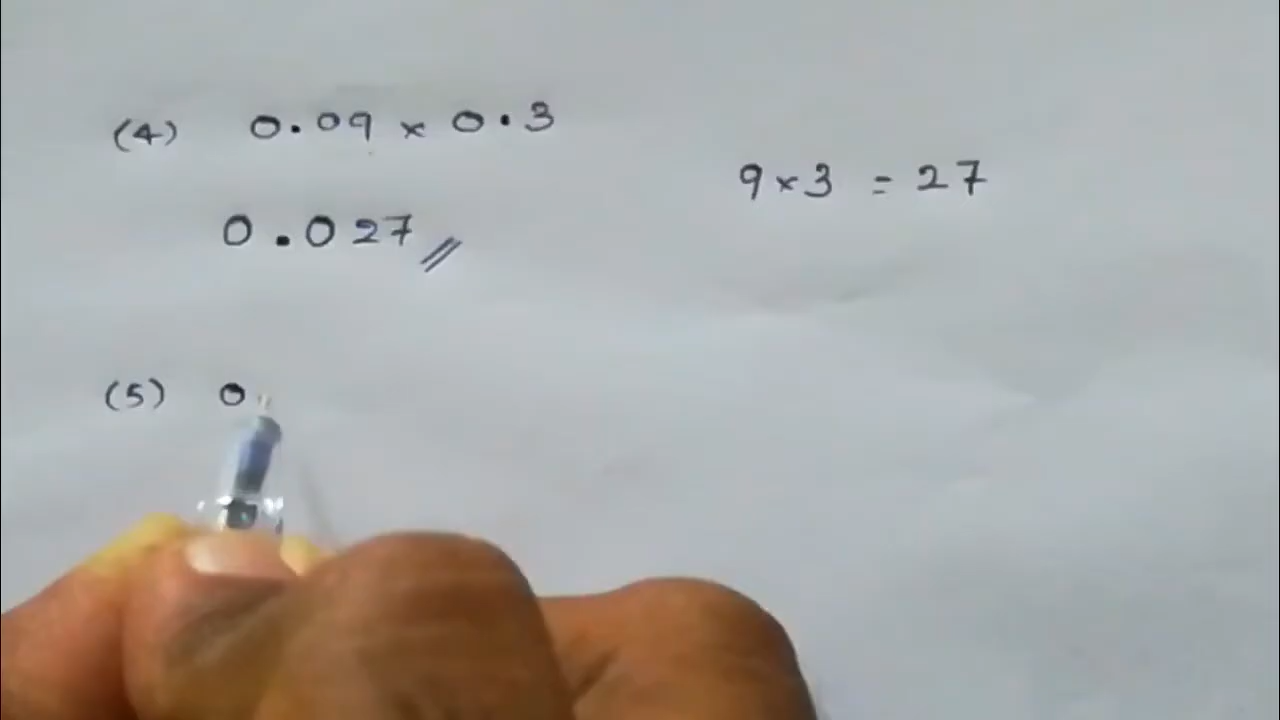 (4) 0.09 × 0.3
9 × 3 = 27
0.027 //
(5) 0